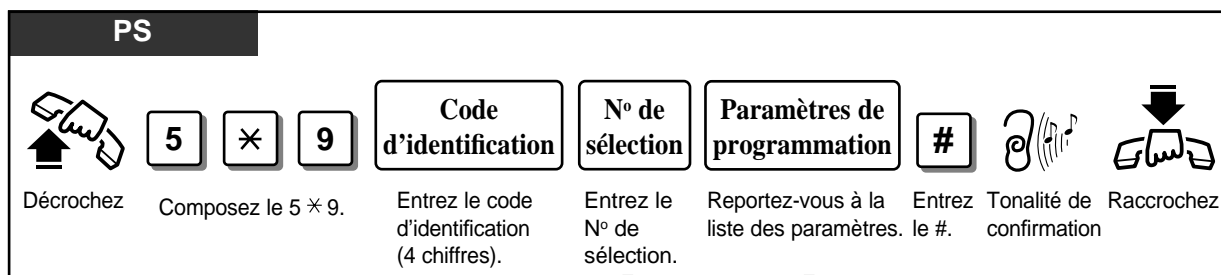 PS
5 * 9
Code d'identification
Nº de sélection
Paramètres de programmation
#
Décrochez
Composez le 5 * 9.
Entrez le code d'identification (4 chiffres).
Entrez le Nº de sélection.
Reportez-vous à la liste des paramètres.
Entrez le #.
Tonalité de confirmation
Raccrochez